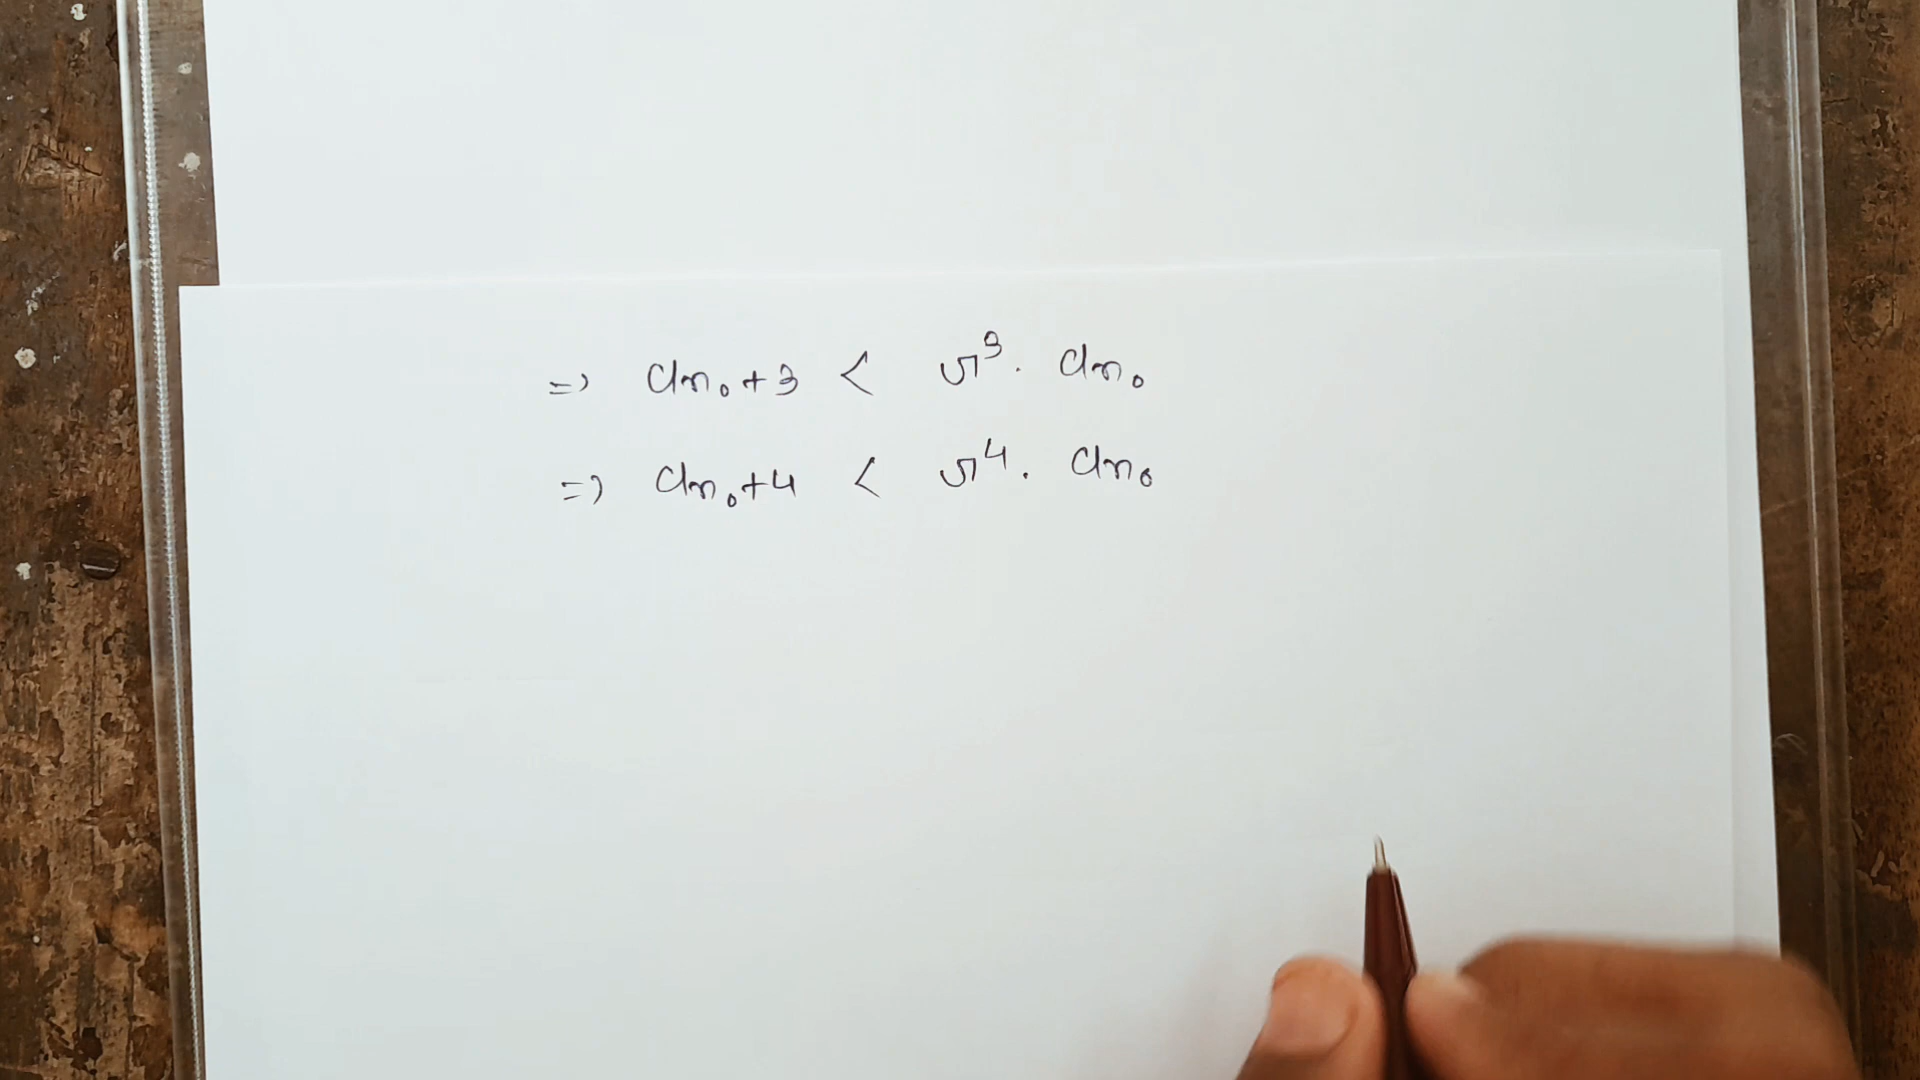 => an₀+3 < r³. an₀
=> an₀+4 < r⁴. an₀